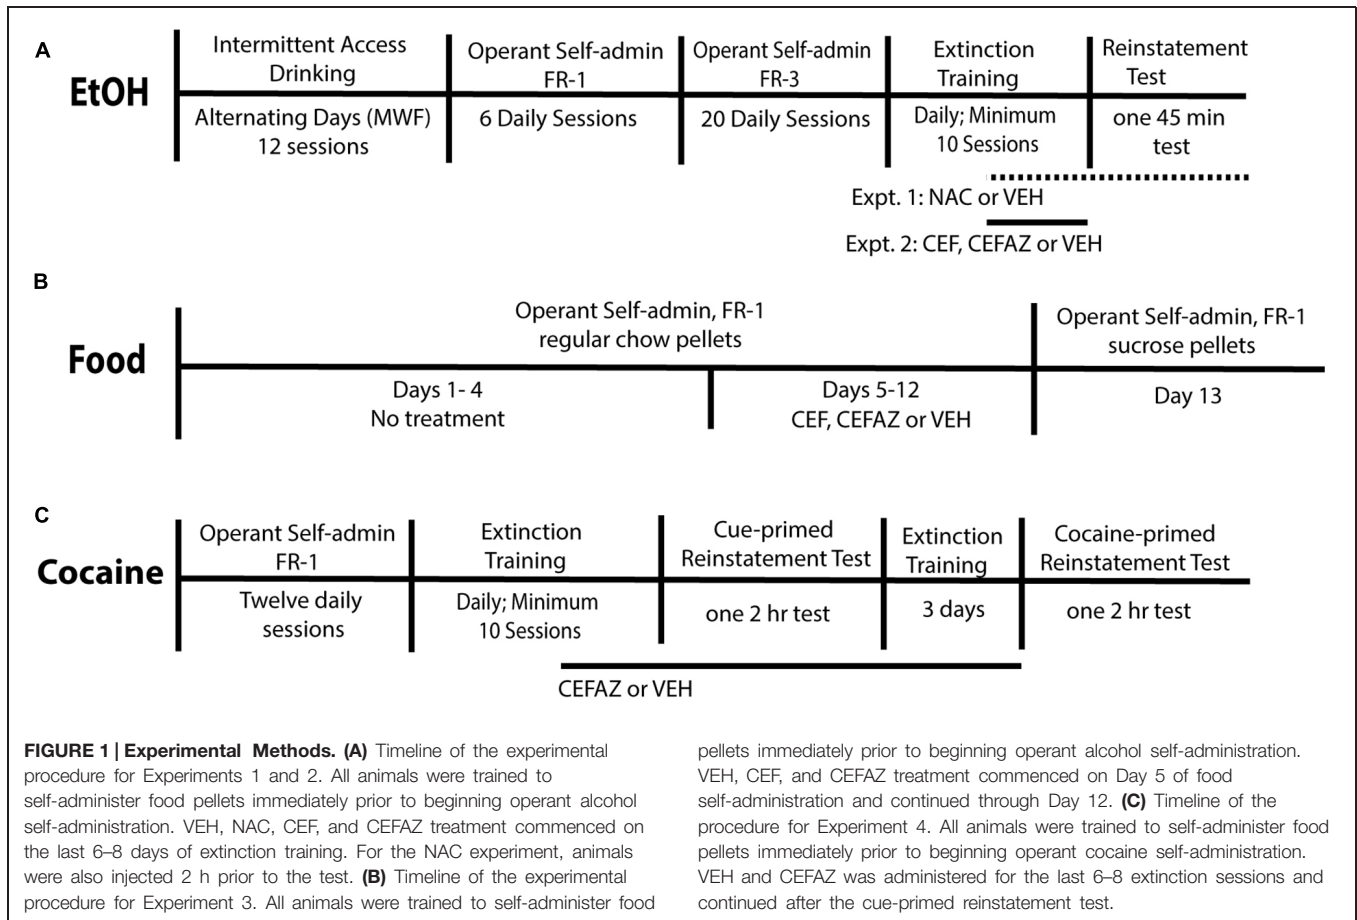 A
EtOH
Intermittent Access
Drinking
Alternating Days (MWF)
12 sessions
Operant Self-admin
FR-1
6 Daily Sessions
Operant Self-admin
FR-3
20 Daily Sessions
Extinction
Training
Daily; Minimum
10 Sessions
Reinstatement
Test
one 45 min
test
Expt. 1: NAC or VEH
Expt. 2: CEF, CEFAZ or VEH
B
Food
Operant Self-admin, FR-1
regular chow pellets
Days 1- 4
No treatment
Days 5-12
CEF, CEFAZ or VEH
Operant Self-admin, FR-1
sucrose pellets
Day 13
C
Cocaine
Operant Self-admin
FR-1
Twelve daily
sessions
Extinction
Training
Daily; Minimum
10 Sessions
Cue-primed
Reinstatement Test
one 2 hr test
Extinction
Training
3 days
Cocaine-primed
Reinstatement Test
one 2 hr test
CEFAZ or VEH
FIGURE 1 | Experimental Methods. (A) Timeline of the experimental
procedure for Experiments 1 and 2. All animals were trained to
self-administer food pellets immediately prior to beginning operant alcohol
self-administration. VEH, NAC, CEF, and CEFAZ treatment commenced on
the last 6–8 days of extinction training. For the NAC experiment, animals
were also injected 2 h prior to the test. (B) Timeline of the experimental
procedure for Experiment 3. All animals were trained to self-administer food
pellets immediately prior to beginning operant alcohol self-administration.
VEH, CEF, and CEFAZ treatment commenced on Day 5 of food
self-administration and continued through Day 12. (C) Timeline of the
procedure for Experiment 4. All animals were trained to self-administer food
pellets immediately prior to beginning operant cocaine self-administration.
VEH and CEFAZ was administered for the last 6–8 extinction sessions and
continued after the cue-primed reinstatement test.